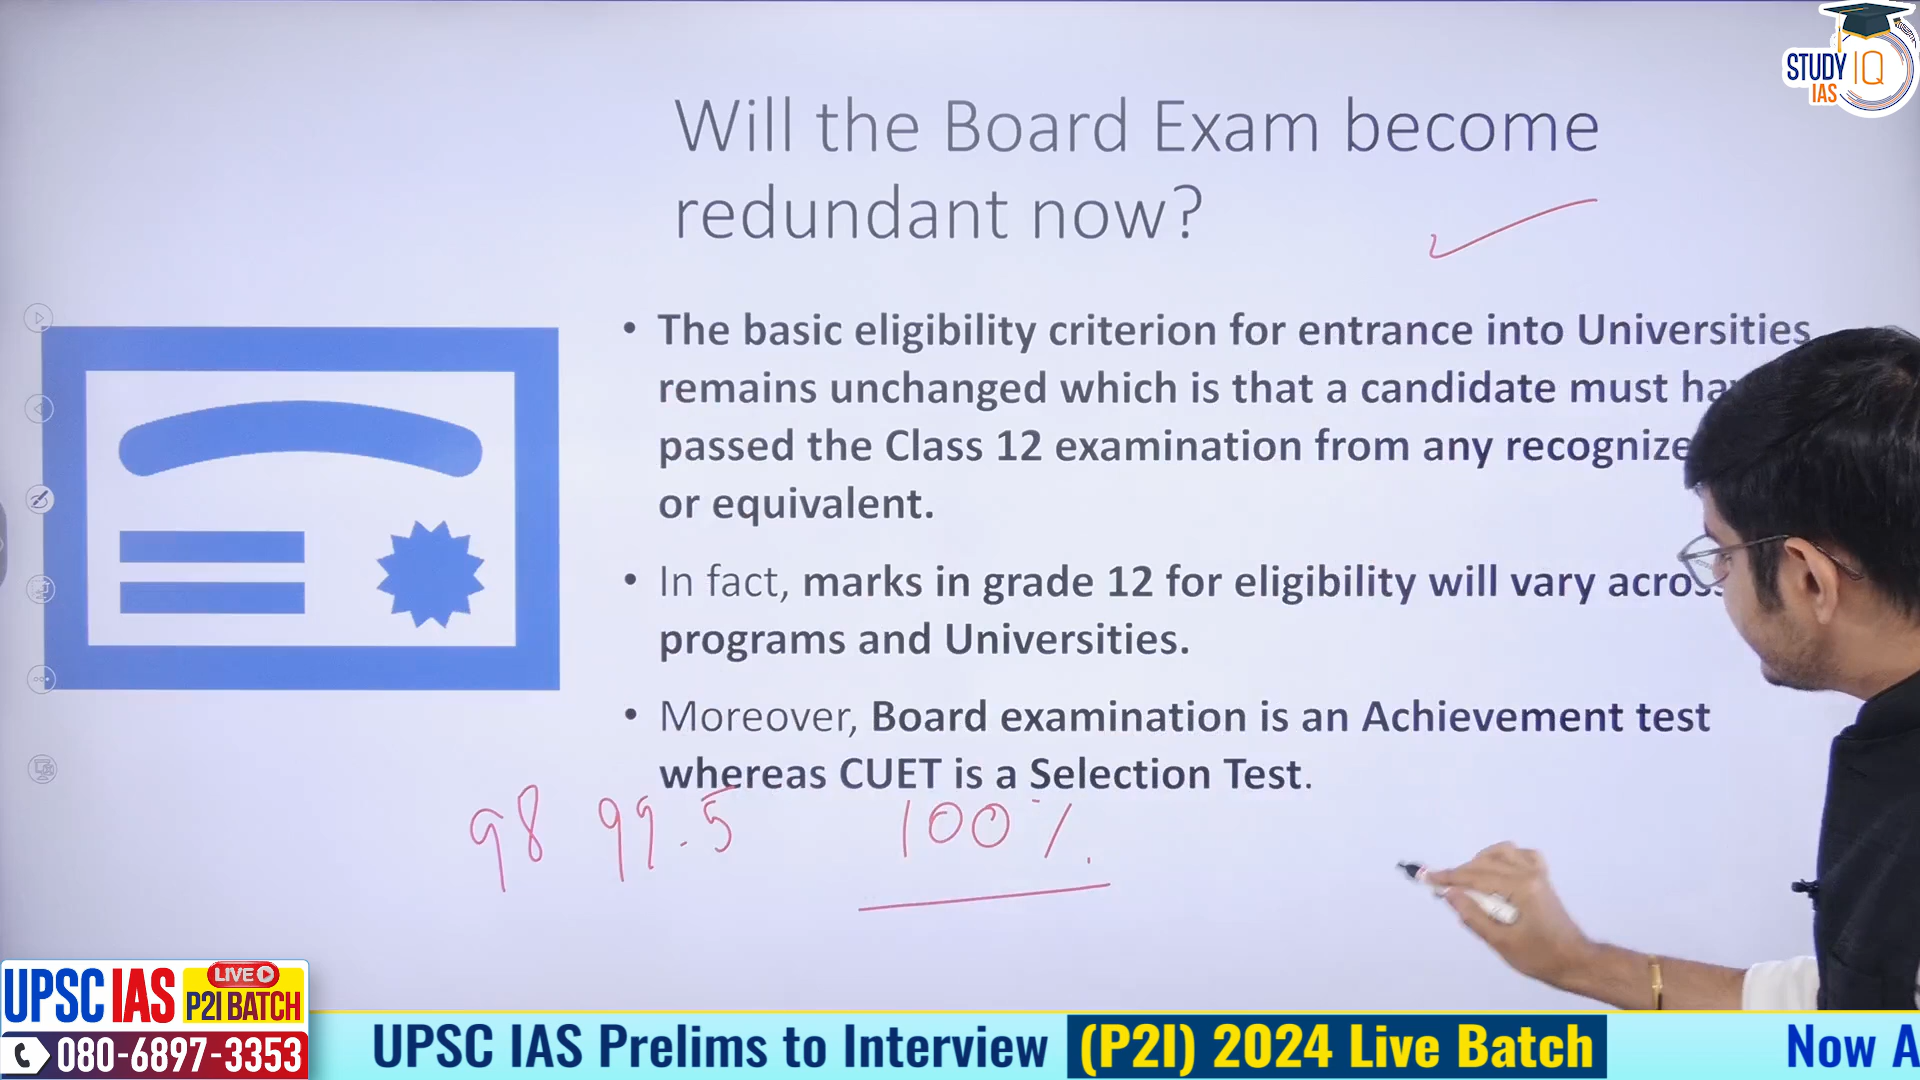 STUDY IQ
IAS
Will the Board Exam become
redundant now?
• The basic eligibility criterion for entrance into Universities
remains unchanged which is that a candidate must ha
passed the Class 12 examination from any recognize
or equivalent.
• In fact, marks in grade 12 for eligibility will vary across
programs and Universities.
• Moreover, Board examination is an Achievement test
whereas CUET is a Selection Test.
98 99.5 100%
UPSC IAS LIVE
P2I BATCH
080-6897-3353
UPSC IAS Prelims to Interview (P2I) 2024 Live Batch Now A